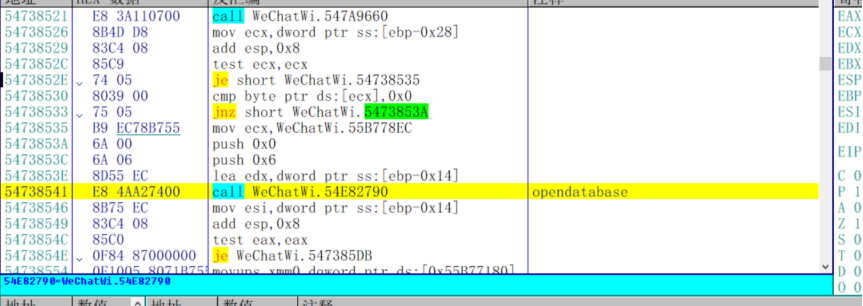 地址 HEX 数据 反汇编 注释
54738521 E8 3A110700 call WeChatWi.547A9660 EAX
54738526 8B4D D8 mov ecx,dword ptr ss:[ebp-0x28] ECX
54738529 83C4 08 add esp,0x8 EDX
5473852C 85C9 test ecx,ecx EBX
5473852E 74 05 je short WeChatWi.54738535 ESP
54738530 8039 00 cmp byte ptr ds:[ecx],0x0 EBP
54738533 75 05 jnz short WeChatWi.5473853A ESI
54738535 B9 EC78B755 mov ecx,WeChatWi.55B778EC EDI
5473853A 6A 00 push 0x0
5473853C 6A 06 push 0x6 EIP
5473853E 8D55 EC lea edx,dword ptr ss:[ebp-0x14] C 0
54738541 E8 4AA27400 call WeChatWi.54E82790 opendatabase P 1
54738546 8B75 EC mov esi,dword ptr ss:[ebp-0x14] A 0
54738549 83C4 08 add esp,0x8 Z 1
5473854C 85C0 test eax,eax S 0
5473854E 0F84 87000000 je WeChatWi.547385DB T 0
54738554 0F1005 8071B755 movups xmm0,dqword ptr ds:[0x55B77180] D 0
54E82790=WeChatWi.54E82790 0 0
地址 数值 地址 数值 注释